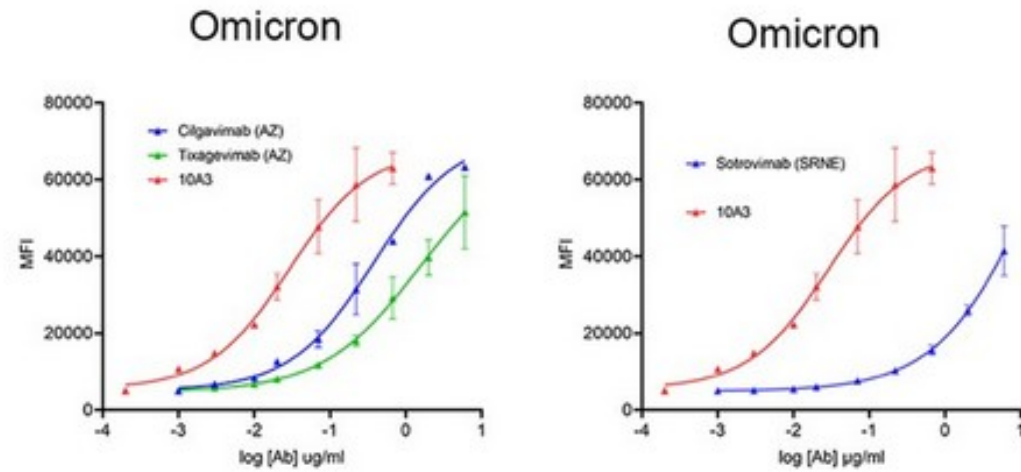 Omicron
80000
60000
40000
20000
0
MFI
Cilgavimab (AZ)
Tixagevimab (AZ)
10A3
-4 -3 -2 -1 0 1
log [Ab] ug/ml
Omicron
80000
60000
40000
20000
0
MFI
Sotrovimab (SRNE)
10A3
-4 -3 -2 -1 0 1
log [Ab] µg/ml